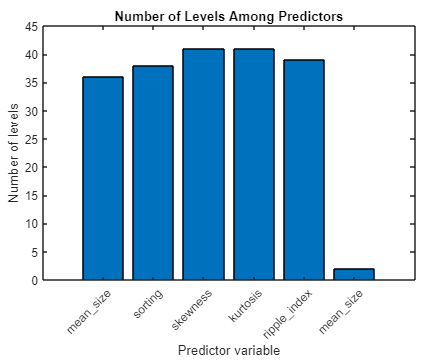 Number of Levels Among Predictors
45
40
35
30
25
20
15
10
5
0
Number of levels
mean_size
sorting
skewness
kurtosis
ripple_index
mean_size
Predictor variable